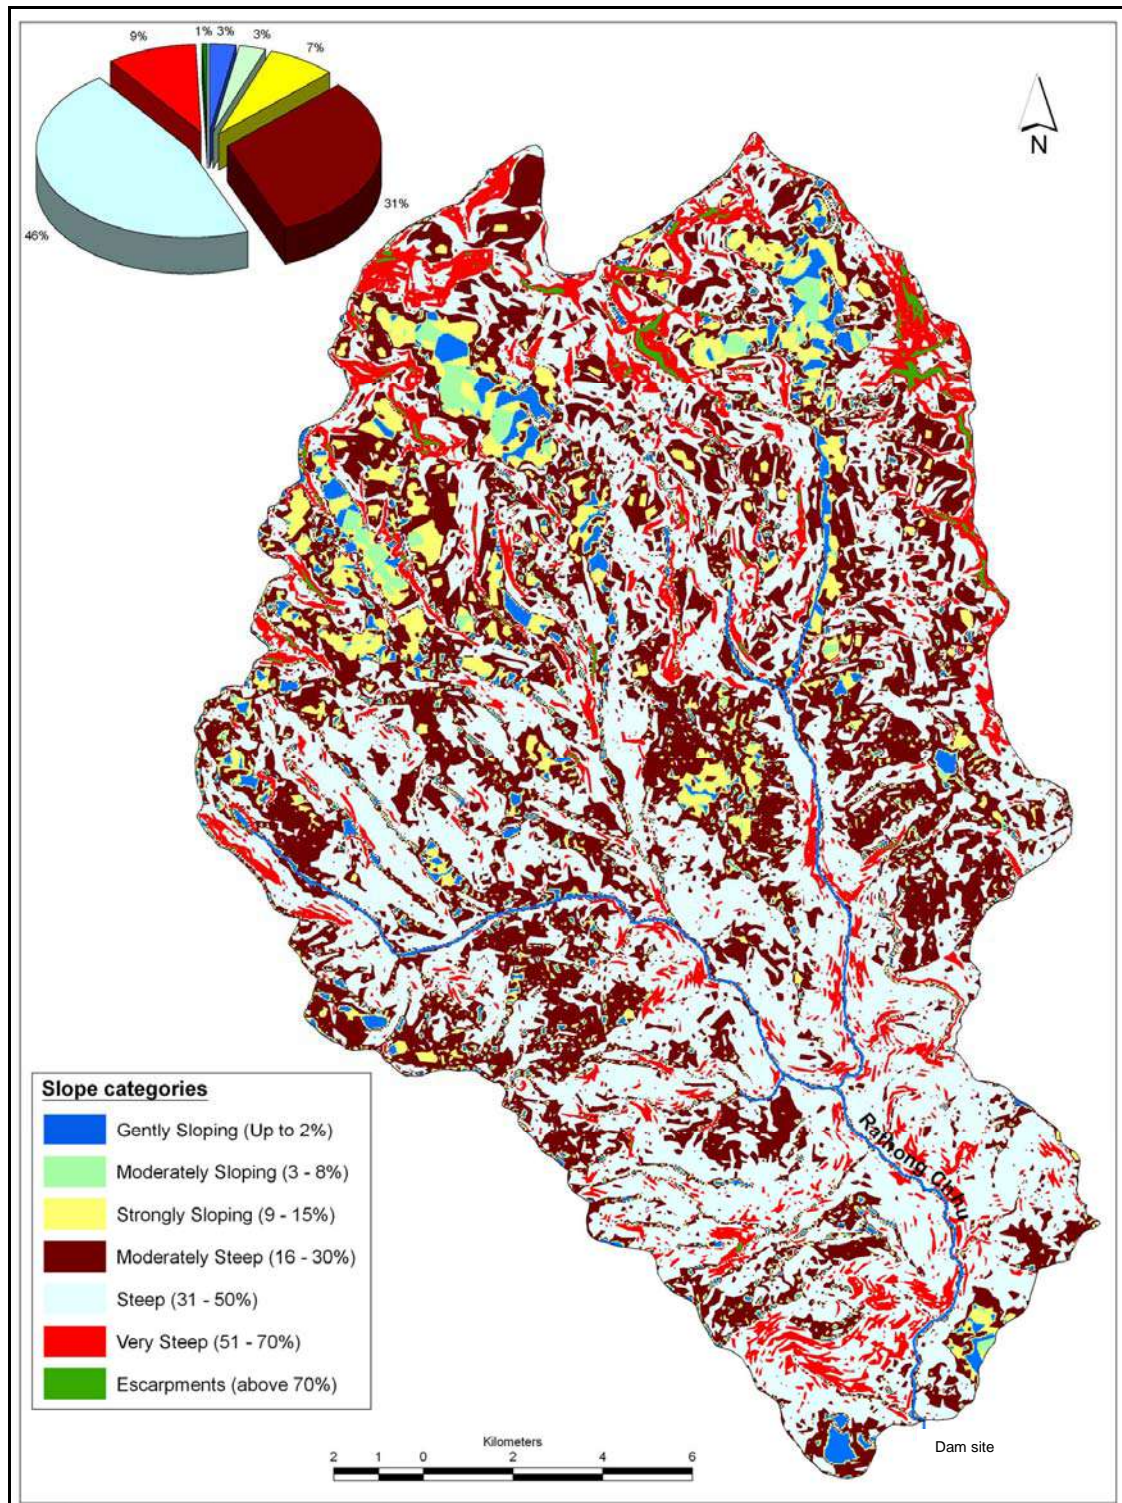 1%
3%
3%
9%
7%
31%
46%
N
Rathong Chhu
Slope categories
Gently Sloping (Up to 2%)
Moderately Sloping (3 - 8%)
Strongly Sloping (9 - 15%)
Moderately Steep (16 - 30%)
Steep (31 - 50%)
Very Steep (51 - 70%)
Escarpments (above 70%)
Kilometers
2 1 0 2 4 6
Dam site